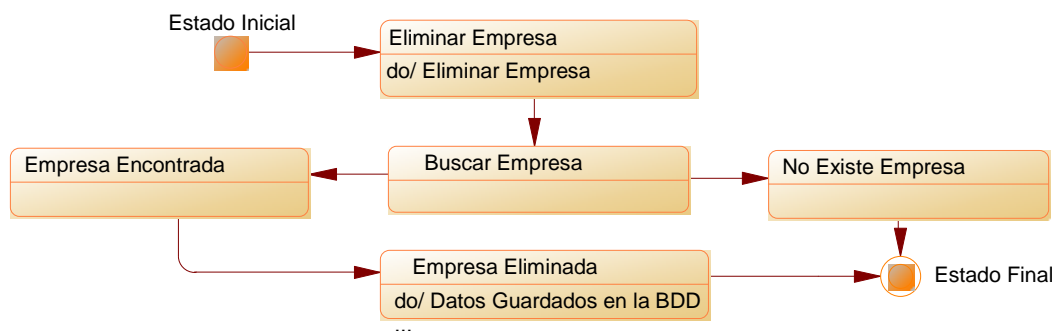 Estado Inicial
Eliminar Empresa
do/ Eliminar Empresa
Empresa Encontrada
Buscar Empresa
No Existe Empresa
Empresa Eliminada
do/ Datos Guardados en la BDD
...
Estado Final